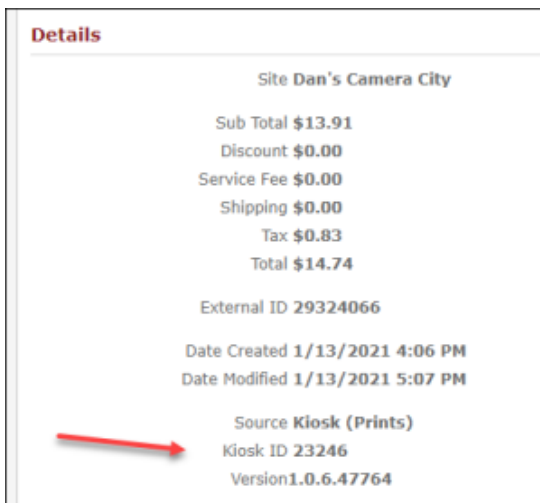 Details
Site Dan's Camera City
Sub Total $13.91
Discount $0.00
Service Fee $0.00
Shipping $0.00
Tax $0.83
Total $14.74
External ID 29324066
Date Created 1/13/2021 4:06 PM
Date Modified 1/13/2021 5:07 PM
Source Kiosk (Prints)
Kiosk ID 23246
Version1.0.6.47764